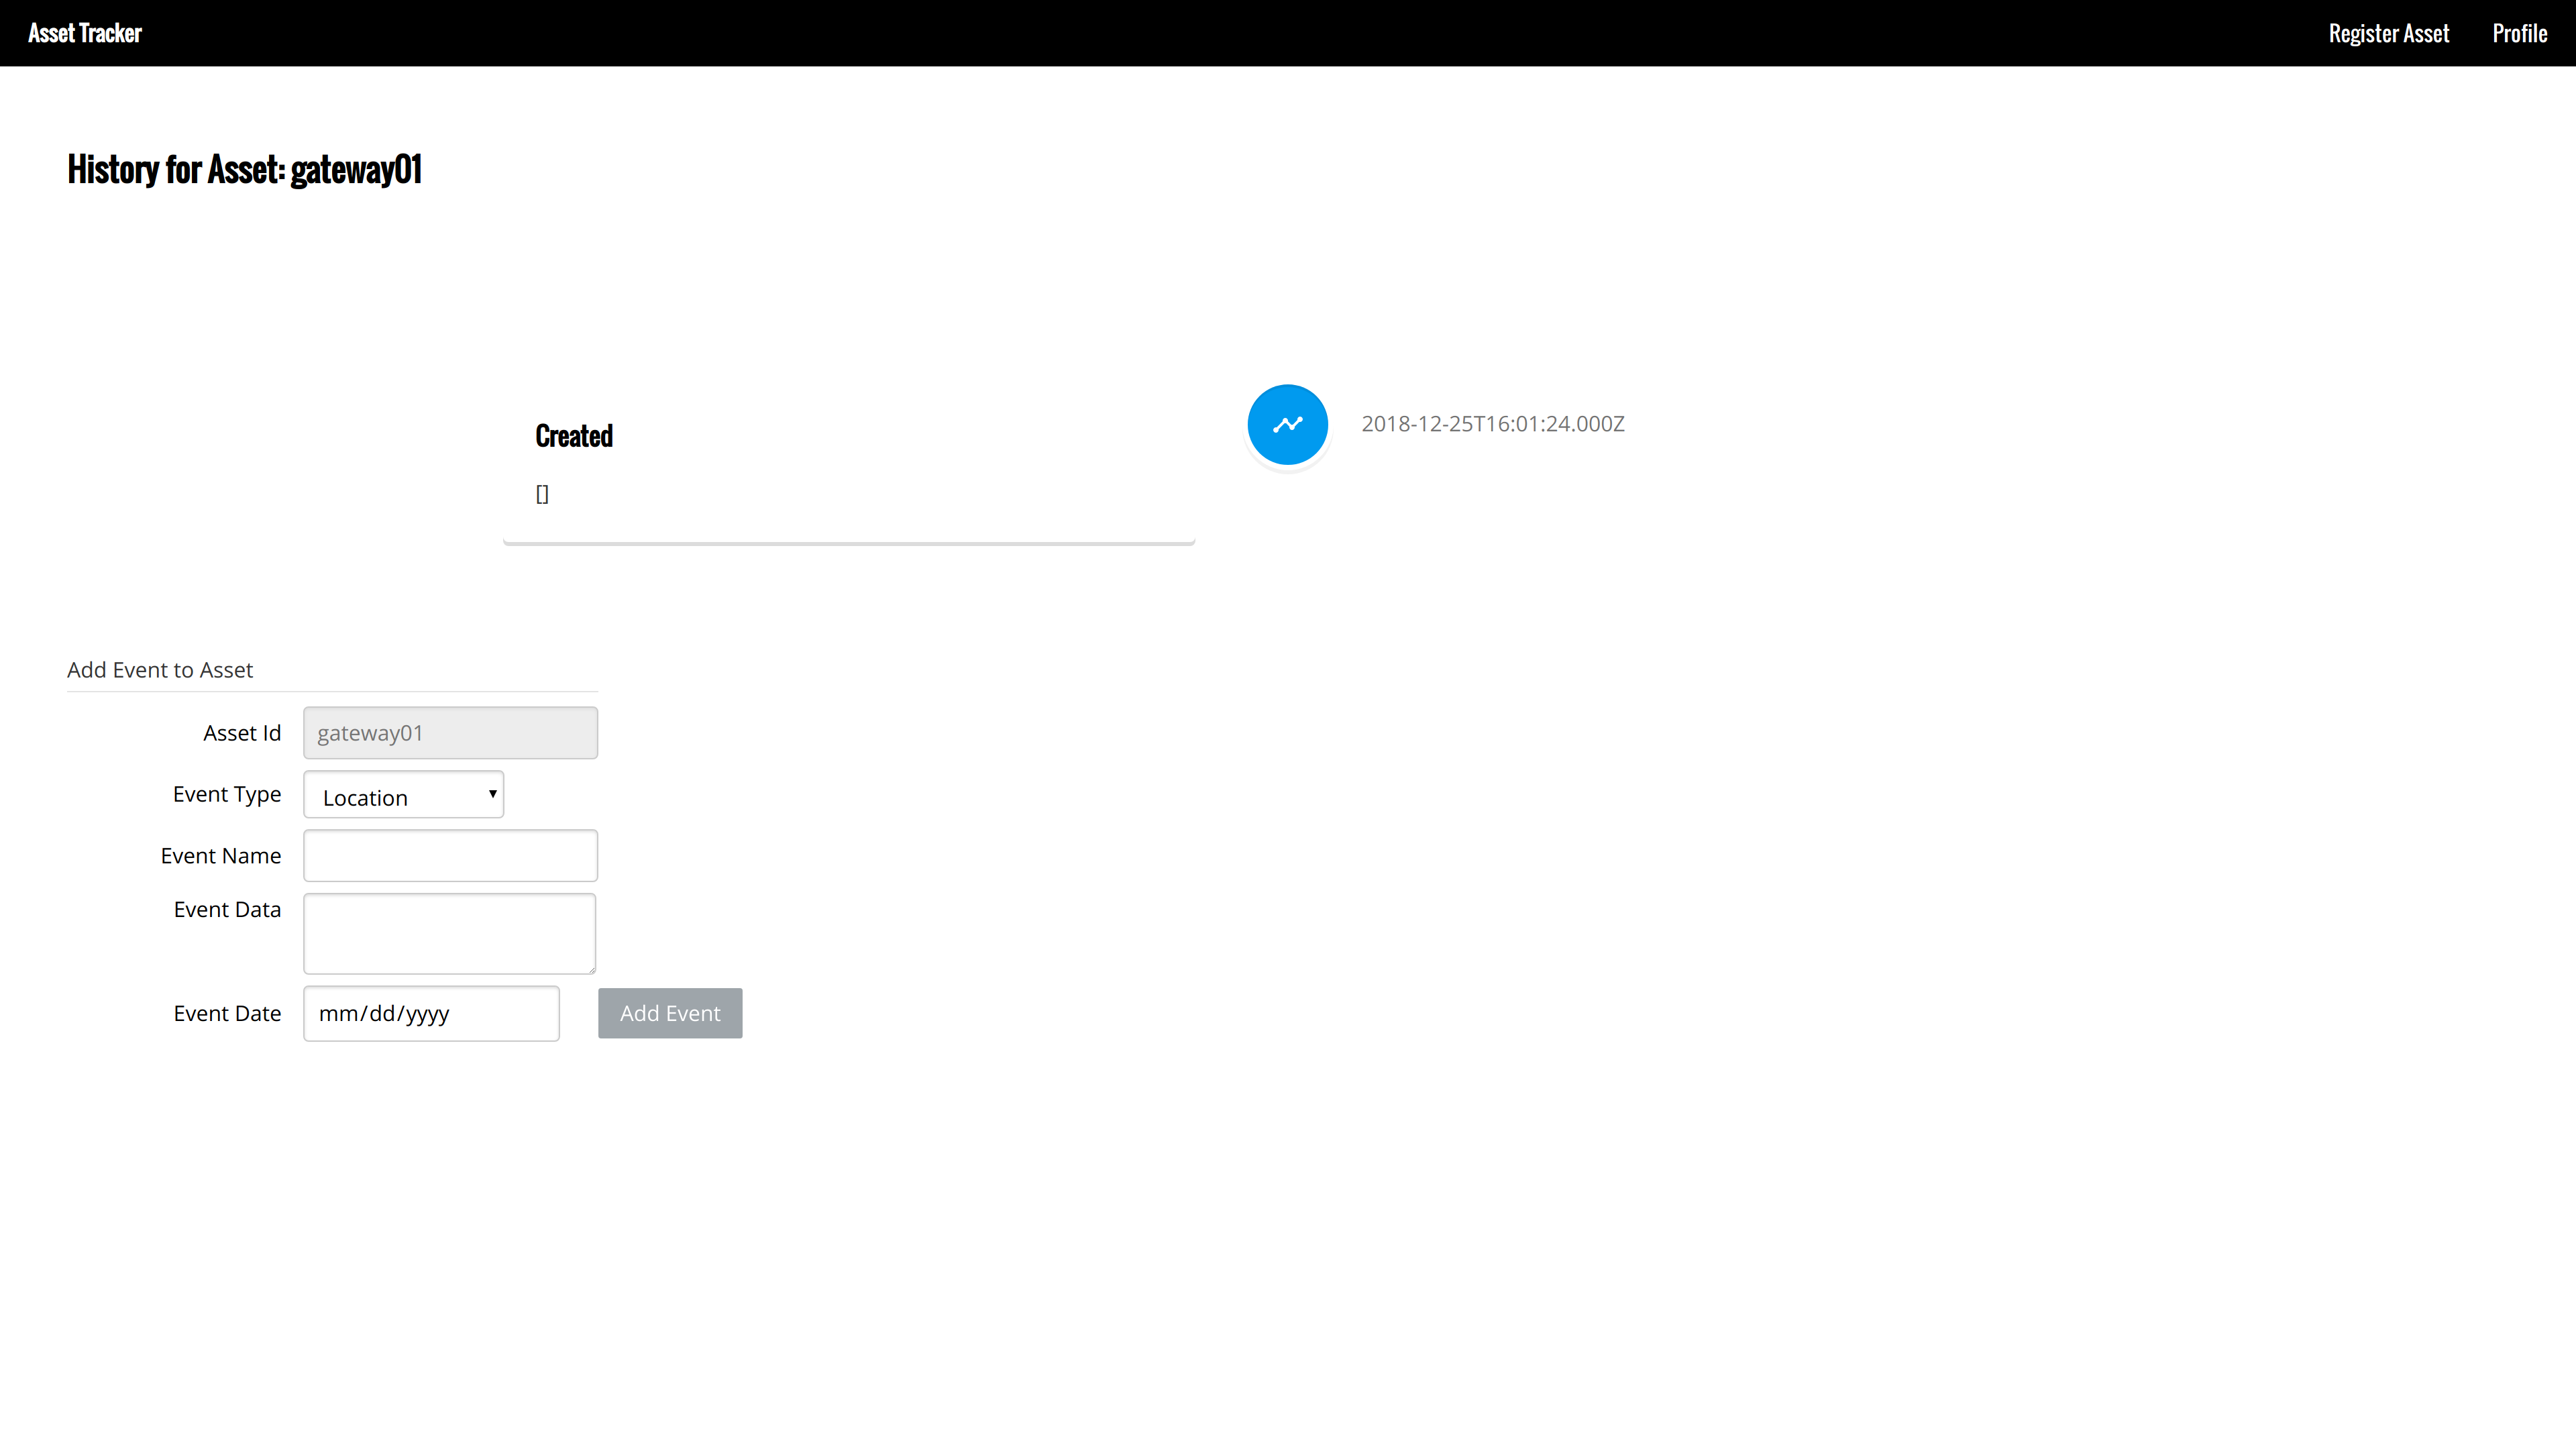 Asset Tracker
Register Asset
Profile
History for Asset: gateway01
Created
[]
2018-12-25T16:01:24.000Z
Add Event to Asset
Asset Id
gateway01
Event Type
Location
Event Name
Event Data
Event Date
mm/dd/yyyy
Add Event